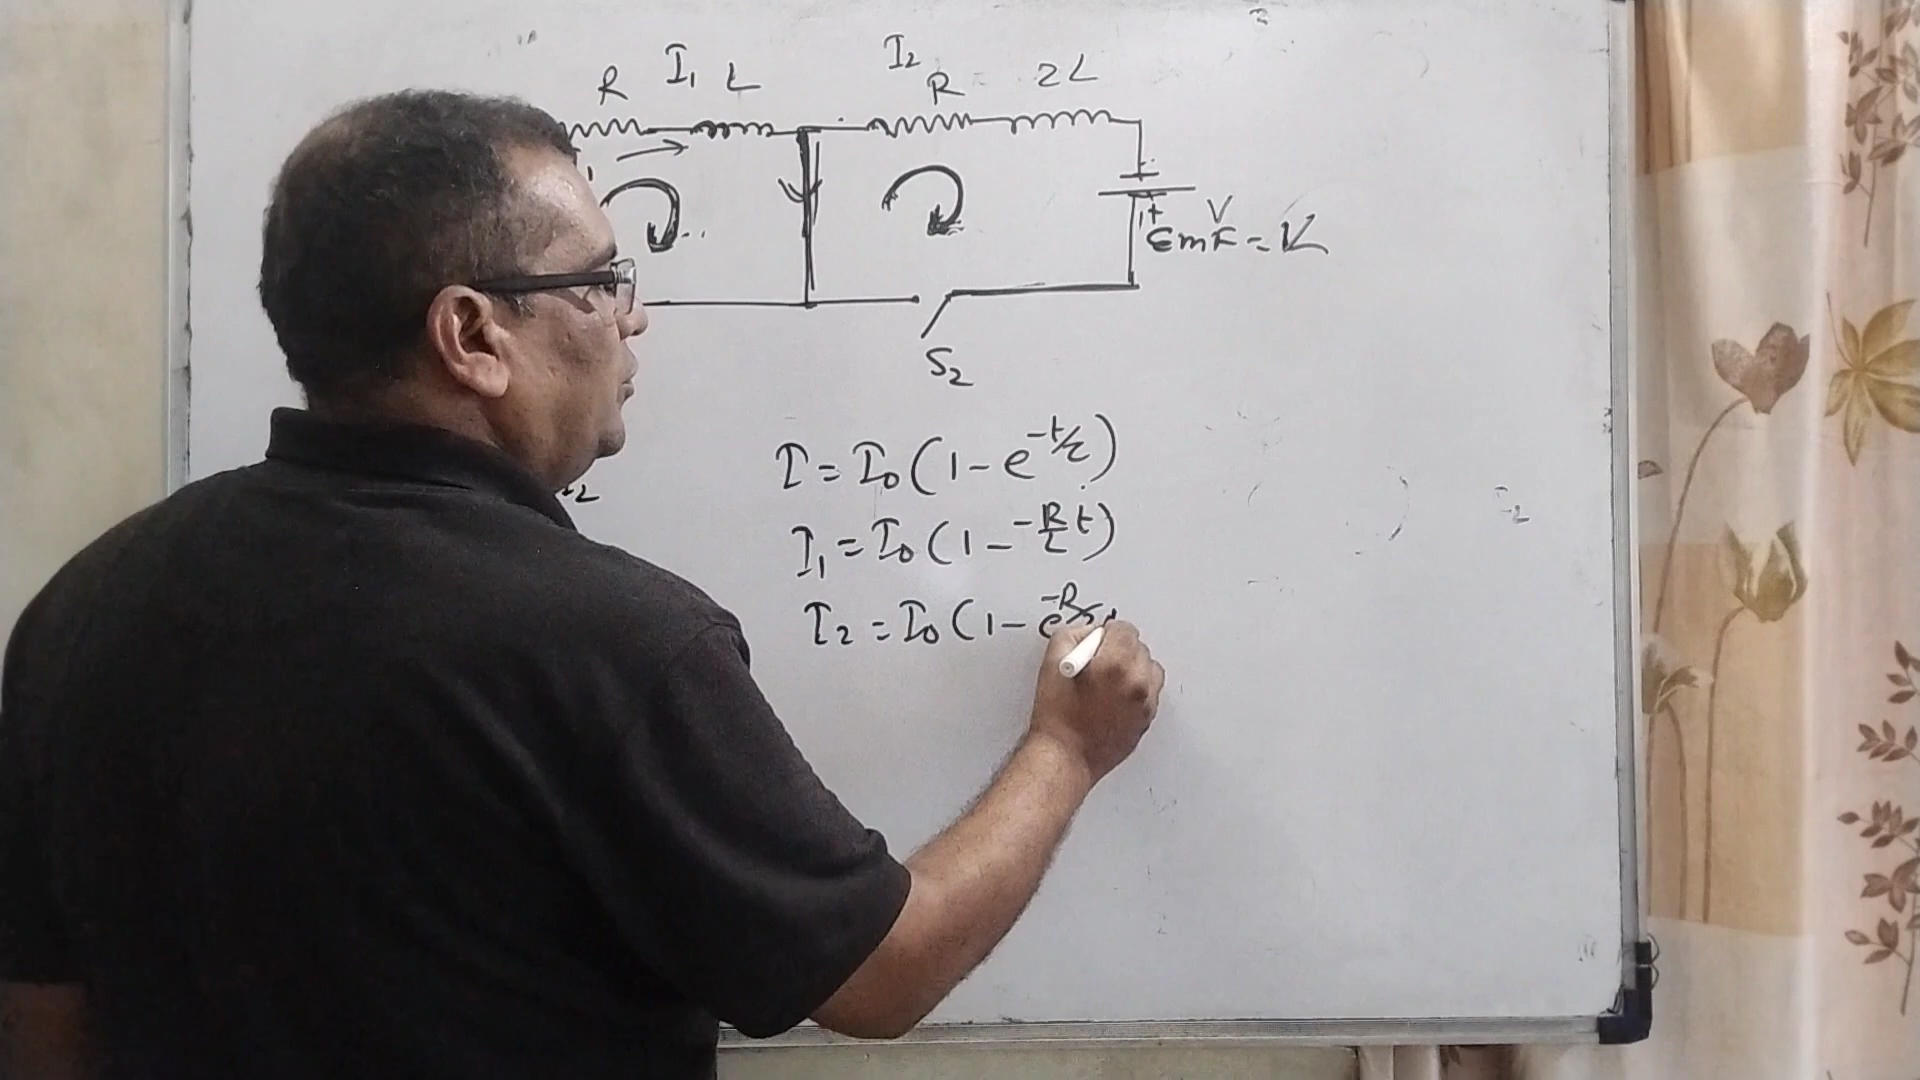 R I₁ L I₂ R 2L
+
V
EmF = V
S₂
I = I₀ (1 - e^{-t/τ})
I₁ = I₀ (1 - ^{-R/L t})
I₂ = I₀ (1 - e^{-R/